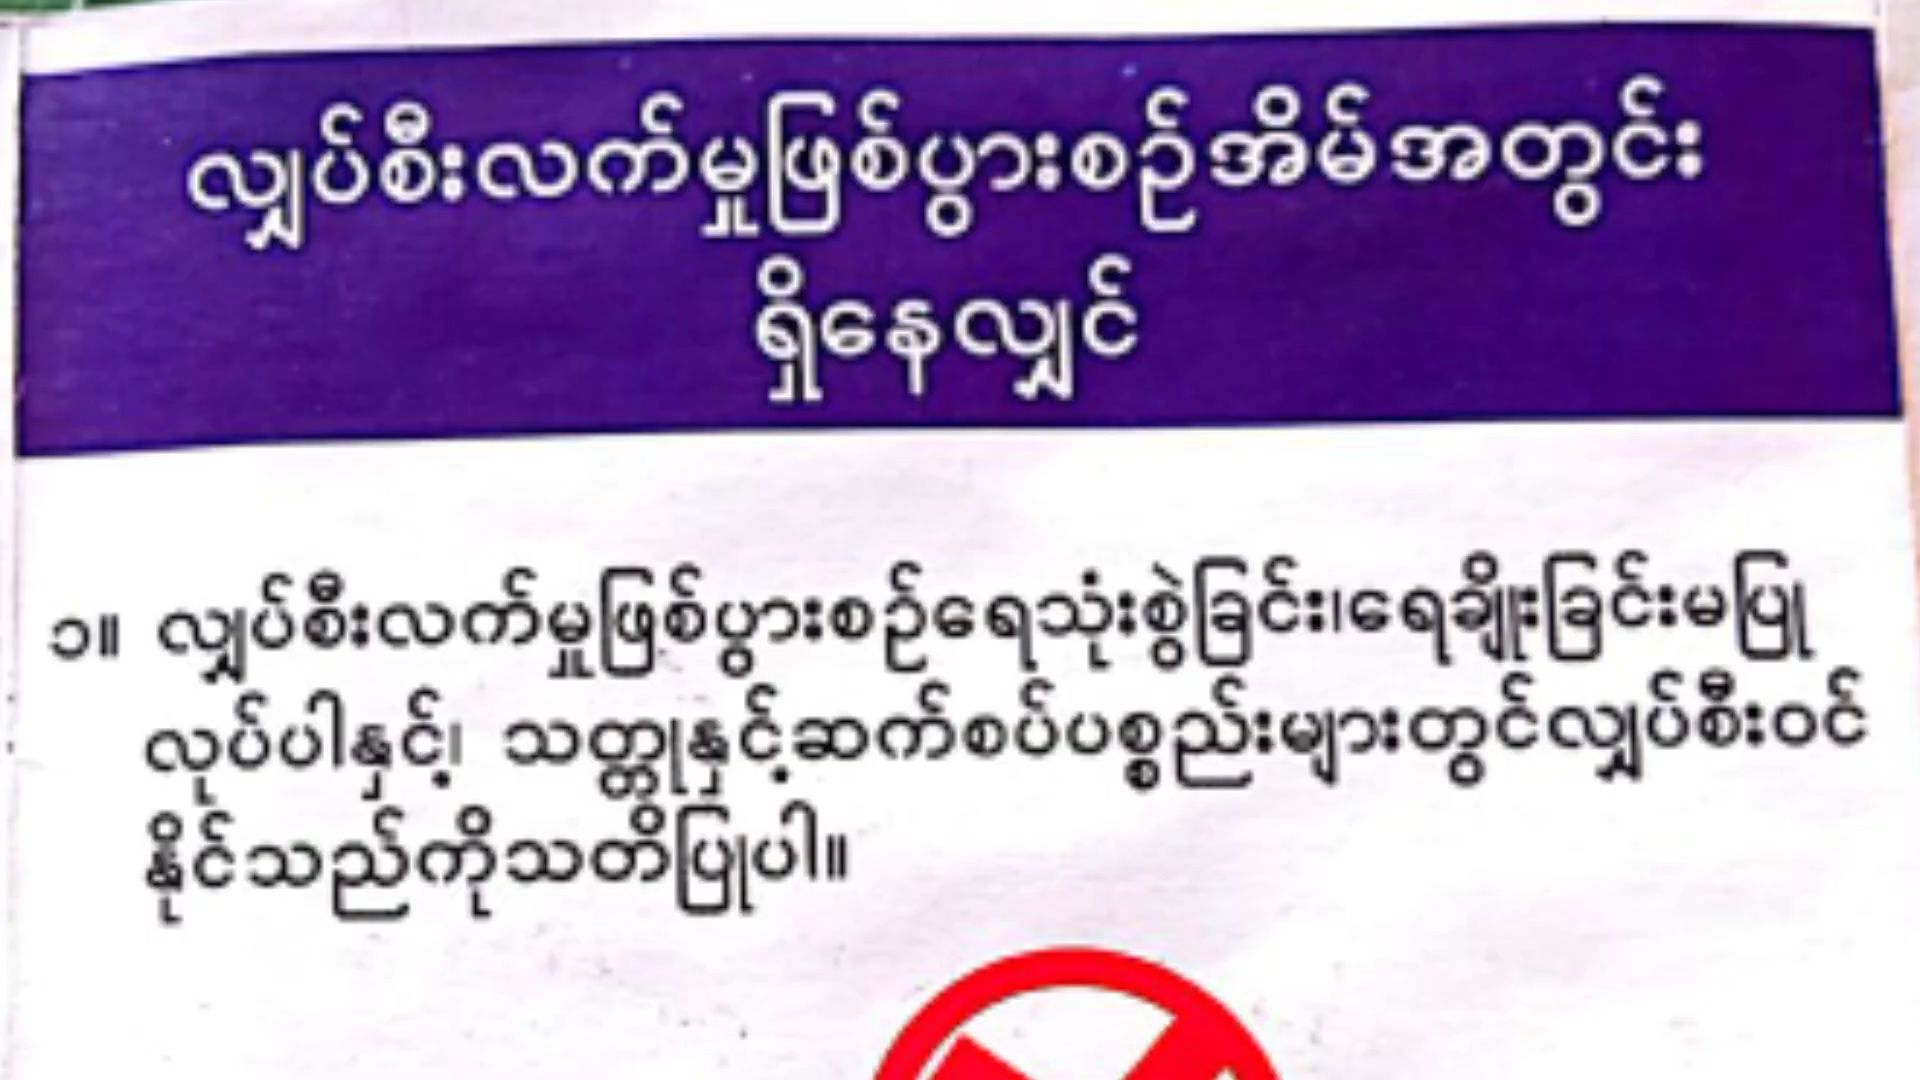 လျှပ်စီးလက်မှုဖြစ်ပွားစဉ်အိမ်အတွင်း
ရှိနေလျှင်
၁။ လျှပ်စီးလက်မှုဖြစ်ပွားစဉ်ရေသုံးစွဲခြင်း၊ရေချိုးခြင်းမပြု
လုပ်ပါနှင့်၊ သတ္တုနှင့်ဆက်စပ်ပစ္စည်းများတွင်လျှပ်စီးဝင်
နိုင်သည်ကိုသတိပြုပါ။